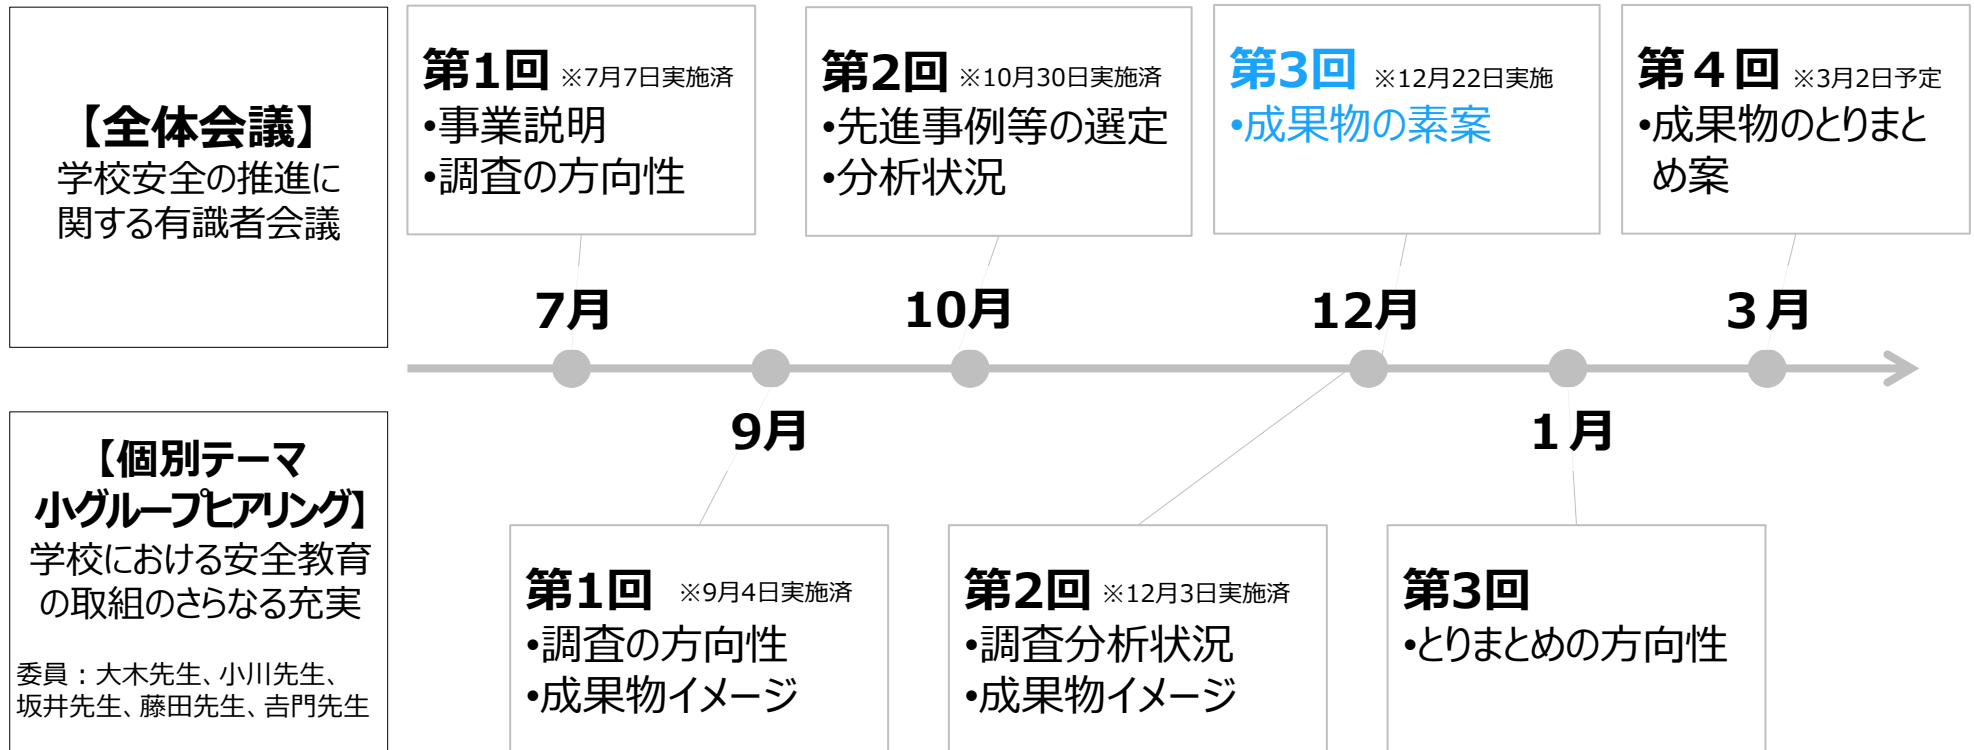 【全体会議】
学校安全の推進に
関する有識者会議
第1回 ※7月7日実施済
•事業説明
•調査の方向性
第2回 ※10月30日実施済
•先進事例等の選定
•分析状況
第3回 ※12月22日実施
•成果物の素案
第４回 ※3月2日予定
•成果物のとりまと
め案
7月
10月
12月
３月
9月
１月
【個別テーマ
小グループヒアリング】
学校における安全教育
の取組のさらなる充実
委員：大木先生、小川先生、
坂井先生、藤田先生、𠮷門先生
第1回 ※9月4日実施済
•調査の方向性
•成果物イメージ
第2回 ※12月3日実施済
•調査分析状況
•成果物イメージ
第3回
•とりまとめの方向性